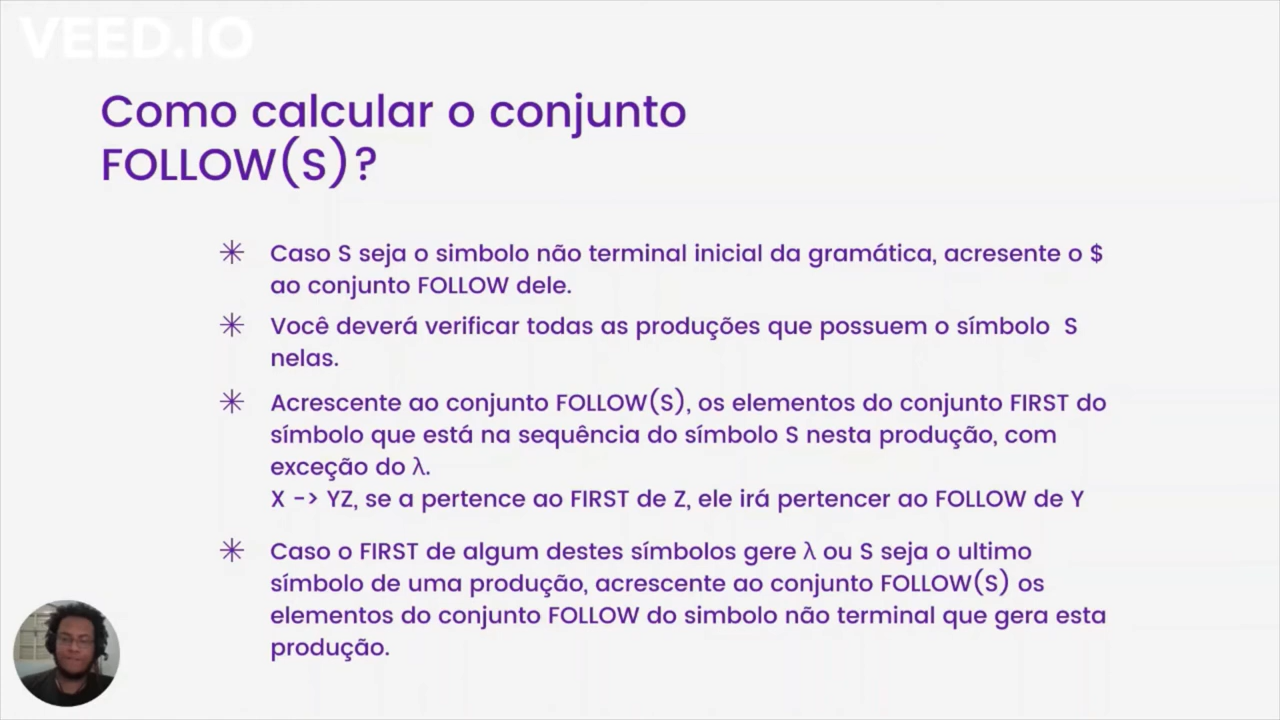 VEED.IO
Como calcular o conjunto
FOLLOW(S)?
Caso S seja o simbolo não terminal inicial da gramática, acresente o $
ao conjunto FOLLOW dele.
Você deverá verificar todas as produções que possuem o símbolo S
nelas.
Acrescente ao conjunto FOLLOW(S), os elementos do conjunto FIRST do
símbolo que está na sequência do símbolo S nesta produção, com
exceção do λ.
X -> YZ, se a pertence ao FIRST de Z, ele irá pertencer ao FOLLOW de Y
Caso o FIRST de algum destes símbolos gere λ ou S seja o ultimo
símbolo de uma produção, acrescente ao conjunto FOLLOW(S) os
elementos do conjunto FOLLOW do simbolo não terminal que gera esta
produção.